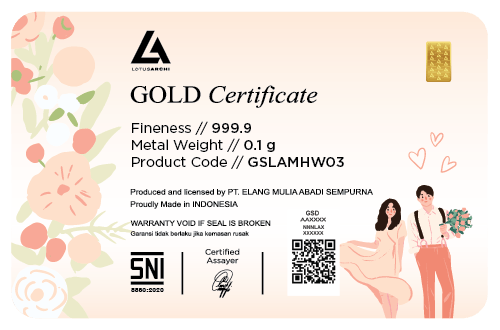 LOTUSARCHI
GOLD Certificate
Fineness // 999.9
Metal Weight // 0.1 g
Product Code // GSLAMHW03
Produced and licensed by PT. ELANG MULIA ABADI SEMPURNA
Proudly Made in INDONESIA
WARRANTY VOID IF SEAL IS BROKEN
Garansi tidak berlaku jika kemasan rusak
SNI
8880:2020
Certified
Assayer
GSD
AAXXXX
NNNLAX
XXXXXX